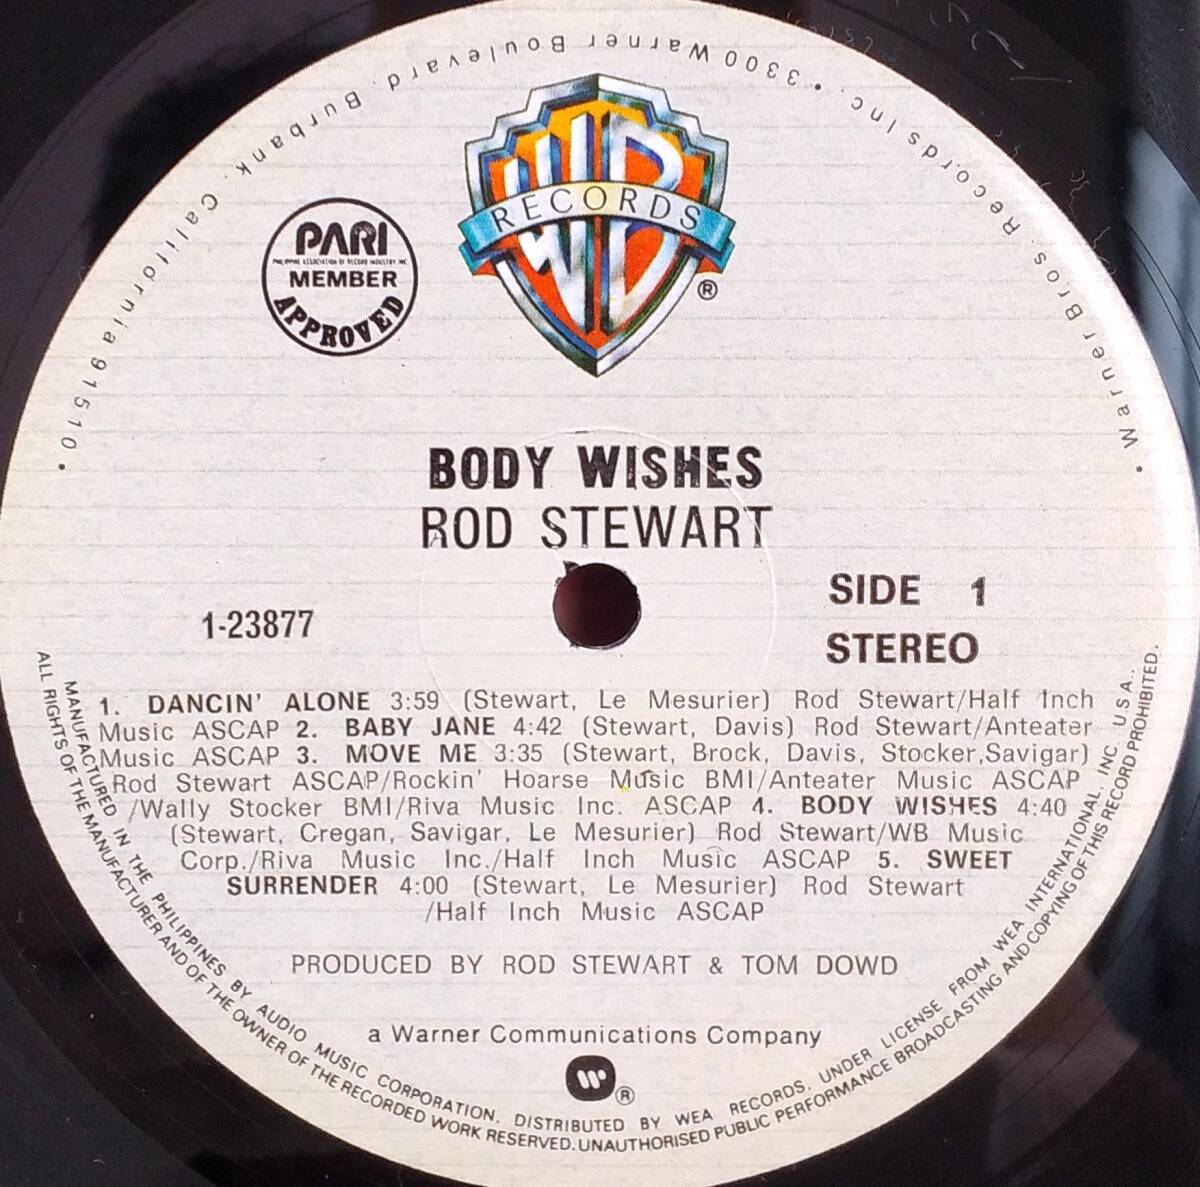 • Warner Bros. Records Inc. • 3300 Warner Boulevard. Burbank. California 91510 •
WB
RECORDS
®
PARI
PHILIPPINE ASSOCIATION OF RECORD INDUSTRY INC
MEMBER
APPROVED
BODY WISHES
ROD STEWART
1-23877
SIDE 1
STEREO
1. DANCIN' ALONE 3:59 (Stewart, Le Mesurier) Rod Stewart/Half Inch
Music ASCAP 2. BABY JANE 4:42 (Stewart, Davis) Rod Stewart/Anteater
Music ASCAP 3. MOVE ME 3:35 (Stewart, Brock, Davis, Stocker,Savigar)
Rod Stewart ASCAP/Rockin' Hoarse Music BMI/Anteater Music ASCAP
/Wally Stocker BMI/Riva Music Inc. ASCAP 4. BODY WISHES 4:40
(Stewart, Cregan, Savigar, Le Mesurier) Rod Stewart/WB Music
Corp./Riva Music Inc./Half Inch Music ASCAP 5. SWEET
SURRENDER 4:00 (Stewart, Le Mesurier) Rod Stewart
/Half Inch Music ASCAP
PRODUCED BY ROD STEWART & TOM DOWD
a Warner Communications Company
®
MANUFACTURED IN THE PHILIPPINES BY AUDIO MUSIC CORPORATION. DISTRIBUTED BY WEA RECORDS. UNDER LICENSE FROM WEA INTERNATIONAL. INC. U.S.A..
ALL RIGHTS OF THE MANUFACTURER AND OF THE OWNER OF THE RECORDED WORK RESERVED. UNAUTHORISED PUBLIC PERFORMANCE BROADCASTING AND COPYING OF THIS RECORD PROHIBITED.